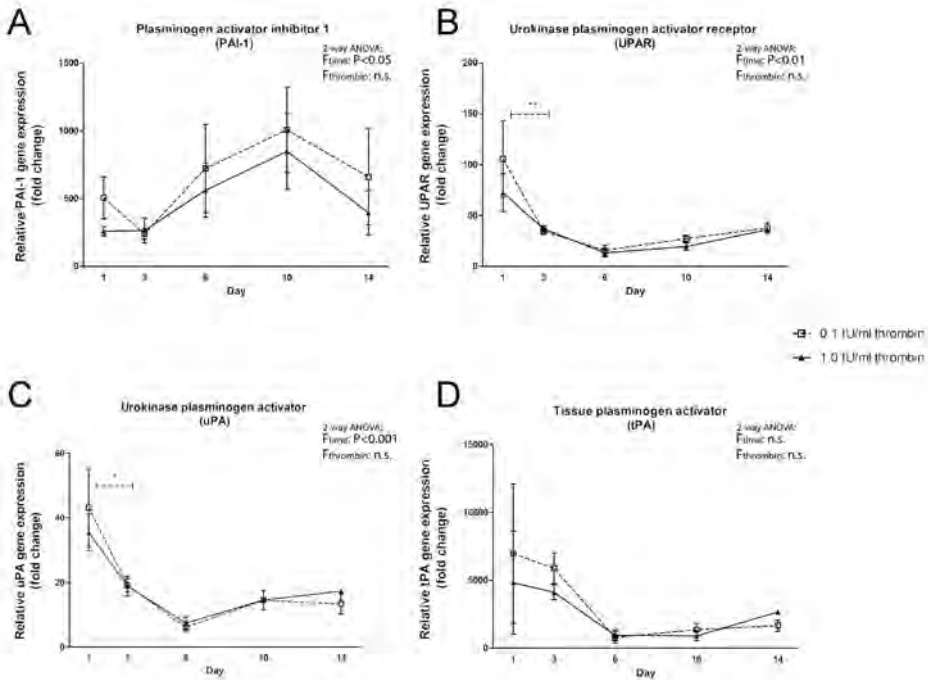 A
Plasminogen activator inhibitor 1
(PAI-1)
2-way ANOVA:
Ftime: P<0.05
Fthrombin: n.s.
Relative PAI-1 gene expression
(fold change)
1500
1000
500
0
1 3 6 10 14
Day
B
Urokinase plasminogen activator receptor
(UPAR)
2-way ANOVA:
Ftime: P<0.01
Fthrombin: n.s.
Relative UPAR gene expression
(fold change)
200
150
100
50
0
**
1 3 6 10 14
Day
0.1 IU/ml thrombin
1.0 IU/ml thrombin
C
Urokinase plasminogen activator
(uPA)
2-way ANOVA:
Ftime: P<0.001
Fthrombin: n.s.
Relative uPA gene expression
(fold change)
60
40
20
0
*
1 6 10 14
Day
D
Tissue plasminogen activator
(tPA)
2-way ANOVA:
Ftime: n.s.
Fthrombin: n.s.
Relative tPA gene expression
(fold change)
15000
10000
5000
0
1 3 6 10 14
Day